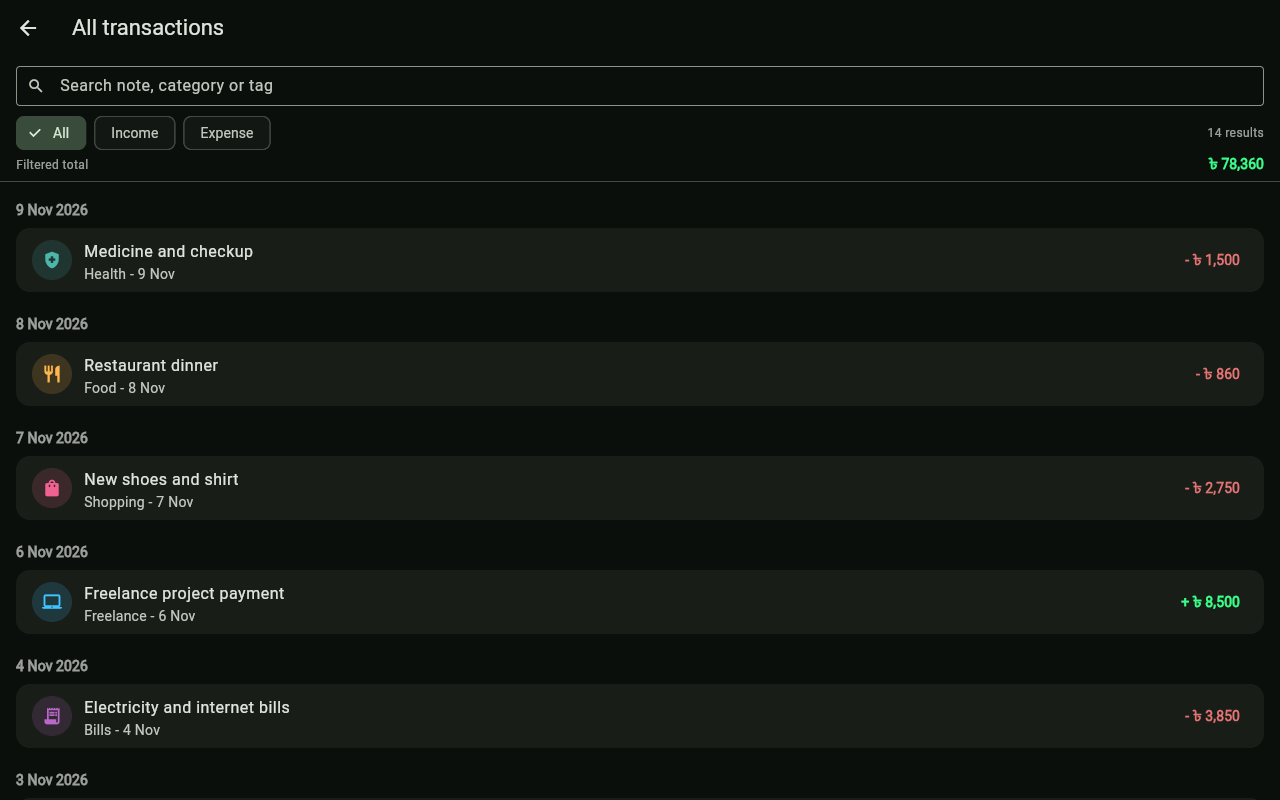 All transactions
Search note, category or tag
All
Income
Expense
14 results
Filtered total
৳ 78,360
9 Nov 2026
Medicine and checkup
- ৳ 1,500
Health - 9 Nov
8 Nov 2026
Restaurant dinner
- ৳ 860
Food - 8 Nov
7 Nov 2026
New shoes and shirt
- ৳ 2,750
Shopping - 7 Nov
6 Nov 2026
Freelance project payment
+ ৳ 8,500
Freelance - 6 Nov
4 Nov 2026
Electricity and internet bills
- ৳ 3,850
Bills - 4 Nov
3 Nov 2026